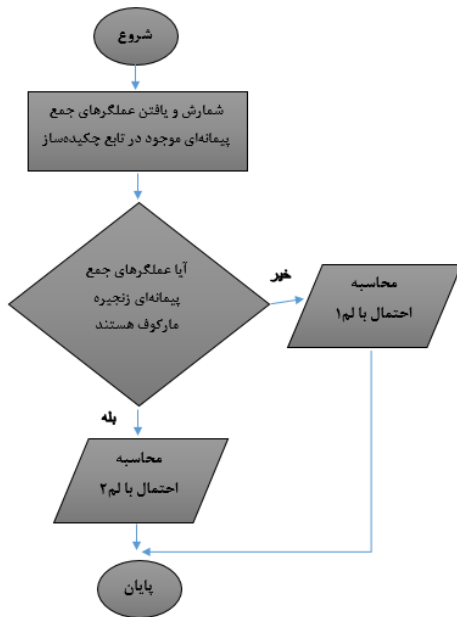 شروع
شمارش و یافتن عملگرهای جمع
پیمانه‌ای موجود در تابع چکیده‌ساز
آیا عملگرهای جمع
پیمانه‌ای زنجیره
مارکوف هستند
خیر
محاسبه
احتمال با لم۱
بله
محاسبه
احتمال با لم۲
پایان